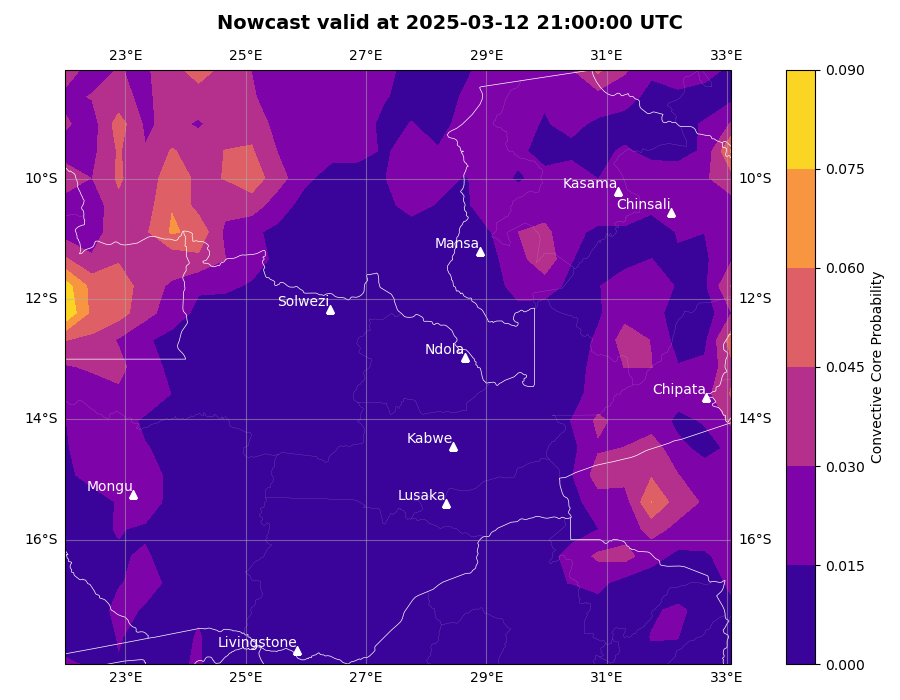 Nowcast valid at 2025-03-12 21:00:00 UTC
23°E 25°E 27°E 29°E 31°E 33°E
0.090
0.075
10°S 10°S
Kasama
Chinsali
Mansa
0.060
12°S 12°S
Solwezi
Ndola
0.045
Chipata
14°S 14°S
Kabwe
0.030
Mongu
Lusaka
16°S 16°S
0.015
Livingstone
0.000
23°E 25°E 27°E 29°E 31°E 33°E
Convective Core Probability